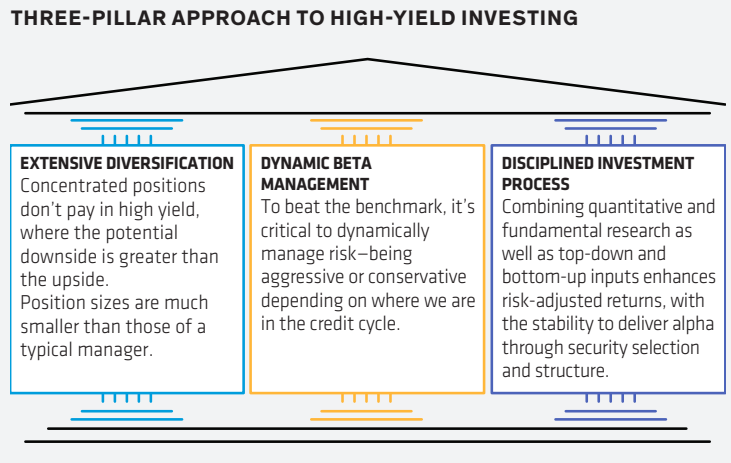 THREE-PILLAR APPROACH TO HIGH-YIELD INVESTING
EXTENSIVE DIVERSIFICATION
Concentrated positions
don’t pay in high yield,
where the potential
downside is greater than
the upside.
Position sizes are much
smaller than those of a
typical manager.
DYNAMIC BETA
MANAGEMENT
To beat the benchmark, it’s
critical to dynamically
manage risk—being
aggressive or conservative
depending on where we are
in the credit cycle.
DISCIPLINED INVESTMENT
PROCESS
Combining quantitative and
fundamental research as
well as top-down and
bottom-up inputs enhances
risk-adjusted returns, with
the stability to deliver alpha
through security selection
and structure.